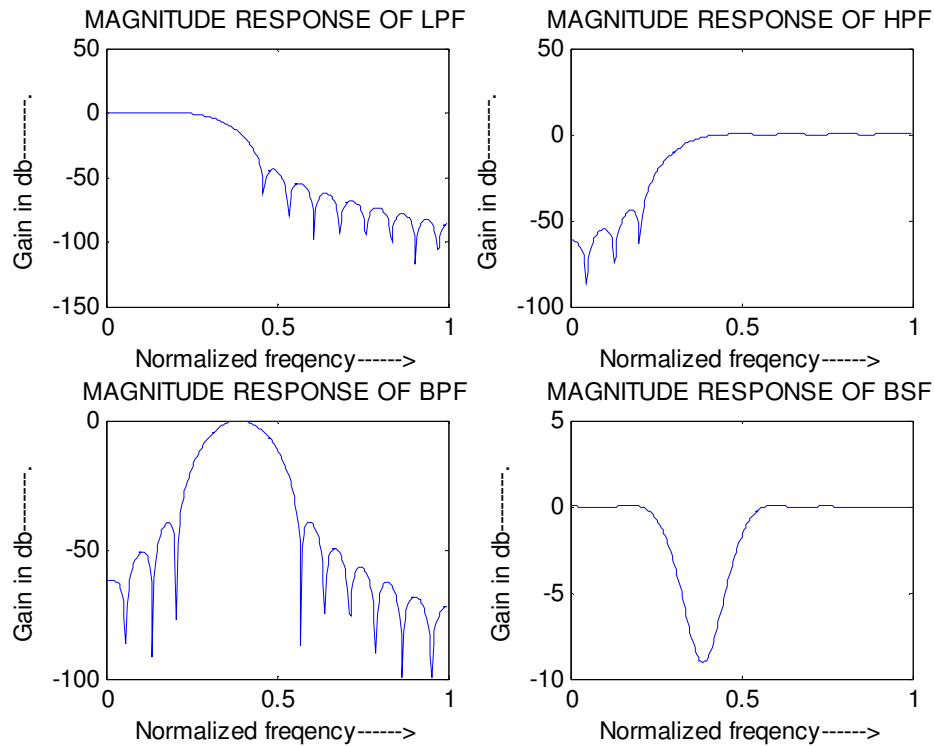 MAGNITUDE RESPONSE OF LPF
50
0
-50
-100
-150
0
0.5
1
Gain in db--------.
Normalized freqency------>
MAGNITUDE RESPONSE OF HPF
50
0
-50
-100
0
0.5
1
Gain in db----------.
Normalized freqency------>
MAGNITUDE RESPONSE OF BPF
0
-50
-100
0
0.5
1
Gain in db--------.
Normalized freqency------>
MAGNITUDE RESPONSE OF BSF
5
0
-5
-10
0
0.5
1
Gain in db--------.
Normalized freqency------>